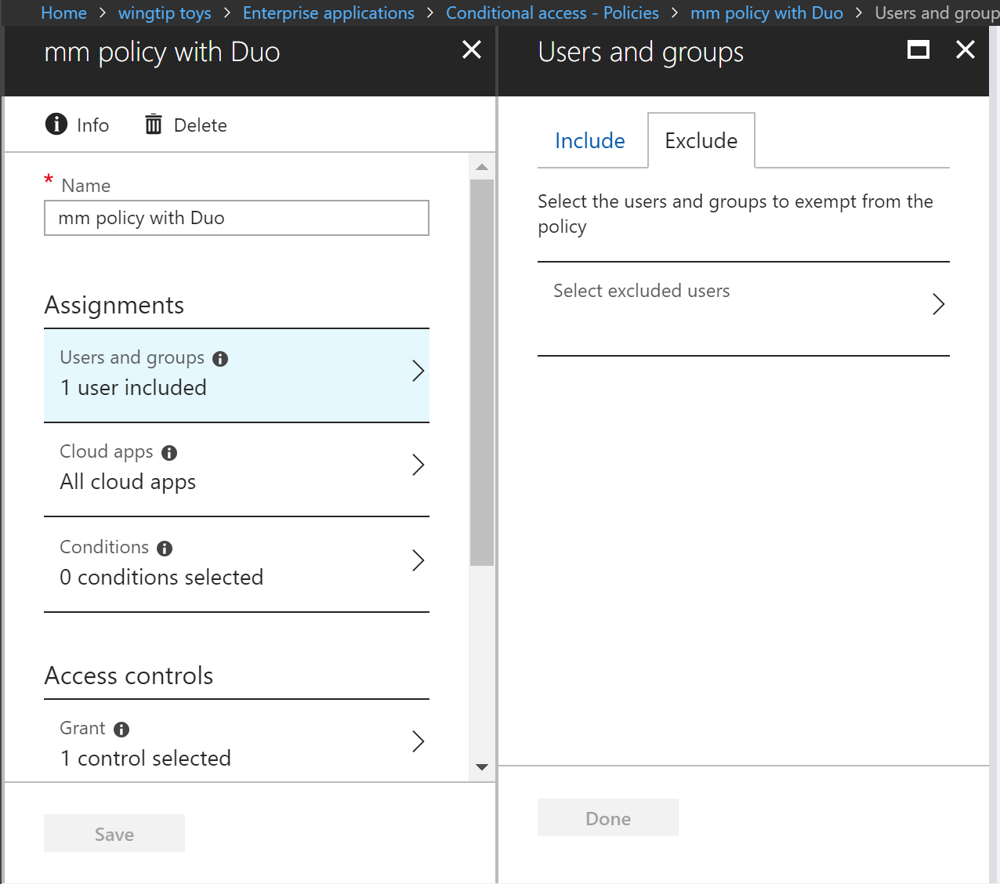 Home > wingtip toys > Enterprise applications > Conditional access - Policies > mm policy with Duo > Users and group
mm policy with Duo
Info Delete
* Name
mm policy with Duo
Assignments
Users and groups
1 user included
Cloud apps
All cloud apps
Conditions
0 conditions selected
Access controls
Grant
1 control selected
Save
Users and groups
Include Exclude
Select the users and groups to exempt from the
policy
Select excluded users
Done